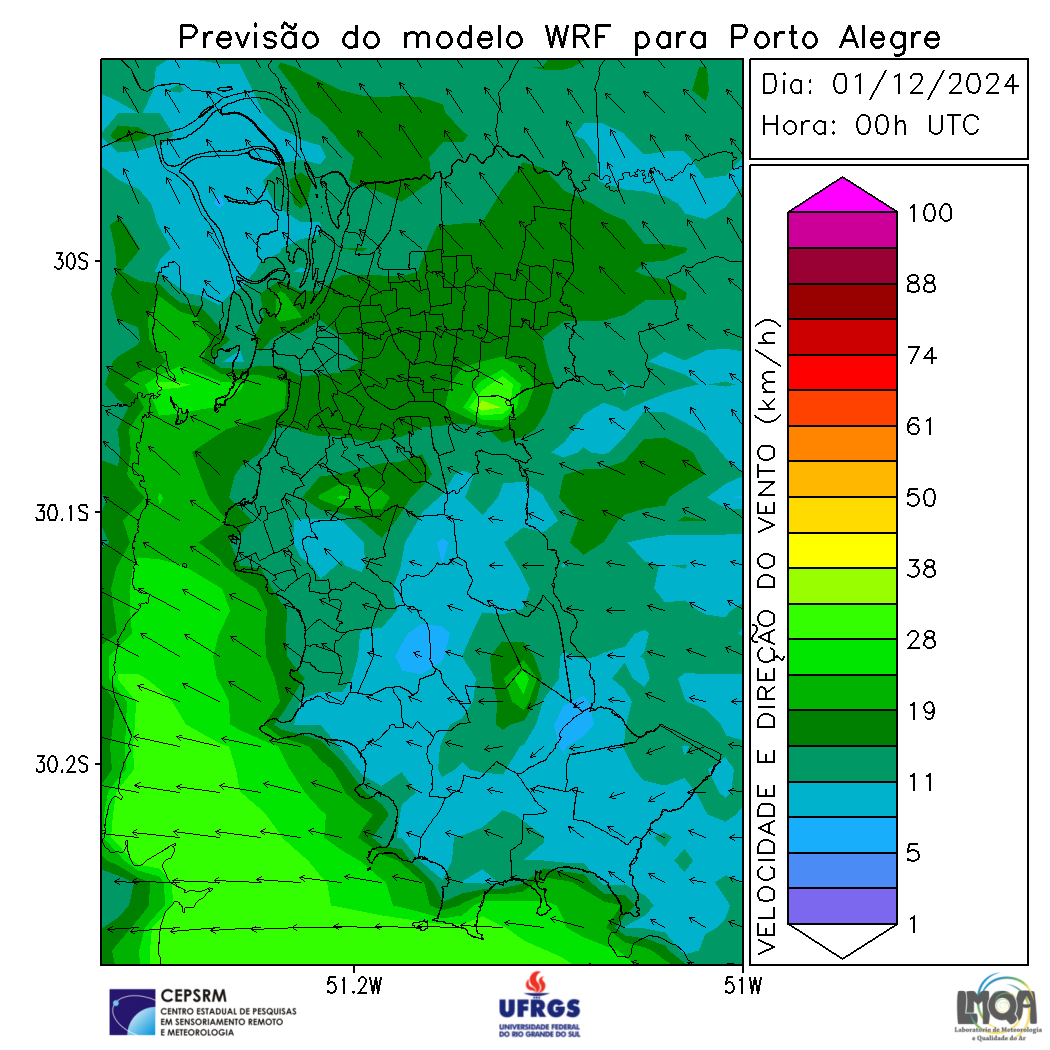 Previsão do modelo WRF para Porto Alegre
Dia: 01/12/2024
Hora: 00h UTC
30S
30.1S
30.2S
51.2W
51W
VELOCIDADE E DIREÇÃO DO VENTO (km/h)
100
88
74
61
50
38
28
19
11
5
1
CEPSRM
CENTRO ESTADUAL DE PESQUISAS
EM SENSORIAMENTO REMOTO
E METEOROLOGIA
UFRGS
UNIVERSIDADE FEDERAL
DO RIO GRANDE DO SUL
LMQA
Laboratório de Meteorologia
e Qualidade do Ar